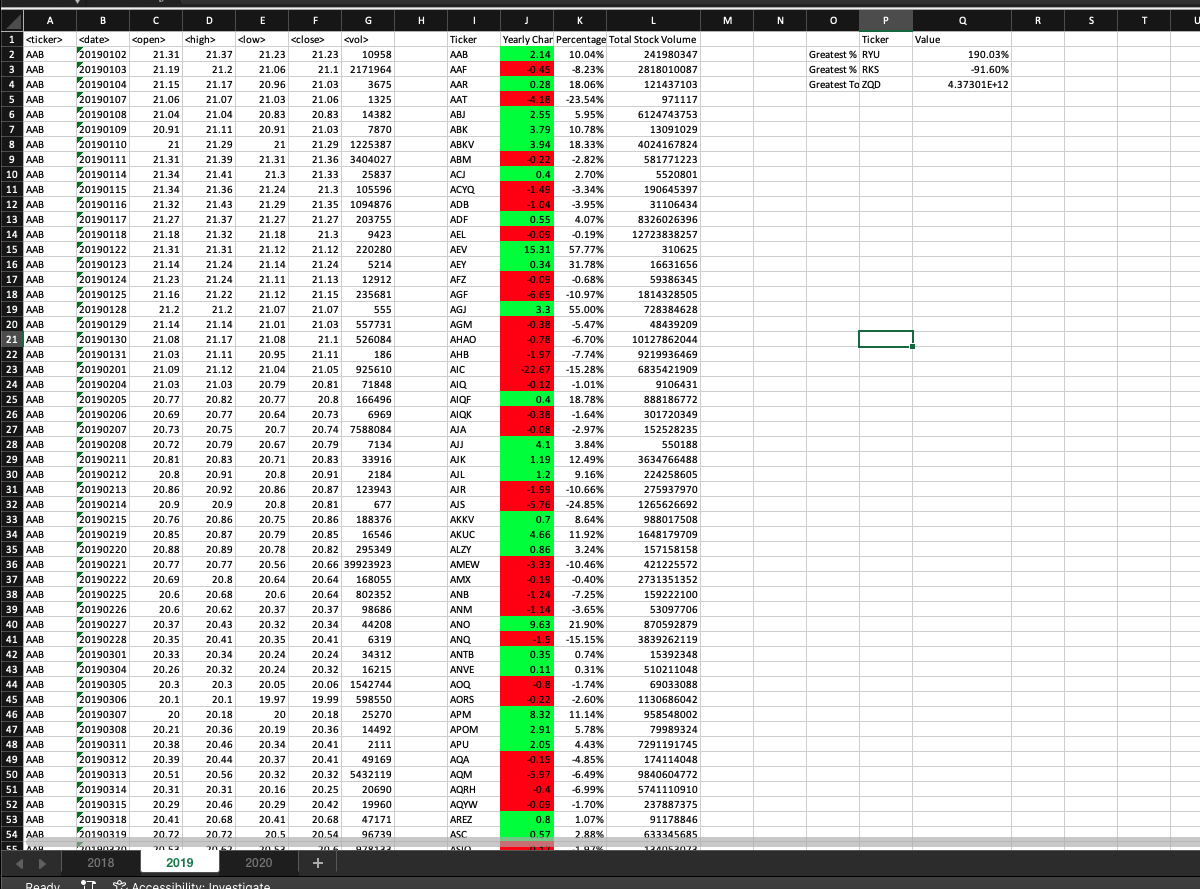 A B C D E F G H I J K L M N O P Q R S T U
1 <ticker> <date> <open> <high> <low> <close> <vol> Ticker Yearly Char Percentage Total Stock Volume Ticker Value
2 AAB 20190102 21.31 21.37 21.23 21.23 10958 AAB 2.14 10.04% 241980347 Greatest % RYU 190.03%
3 AAB 20190103 21.19 21.2 21.06 21.1 2171964 AAF -0.45 -8.23% 2818010087 Greatest % RKS -91.60%
4 AAB 20190104 21.15 21.17 20.96 21.03 3675 AAR 0.28 18.06% 121437103 Greatest To ZQD 4.37301E+12
5 AAB 20190107 21.06 21.07 21.03 21.06 1325 AAT -4.18 -23.54% 971117
6 AAB 20190108 21.04 21.04 20.83 20.83 14382 ABJ 2.55 5.95% 6124743753
7 AAB 20190109 20.91 21.11 20.91 21.03 7870 ABK 3.79 10.78% 13091029
8 AAB 20190110 21 21.29 21 21.29 1225387 ABKV 3.94 18.33% 4024167824
9 AAB 20190111 21.31 21.39 21.31 21.36 3404027 ABM -0.22 -2.82% 581771223
10 AAB 20190114 21.34 21.41 21.3 21.33 25837 ACJ 0.4 2.70% 5520801
11 AAB 20190115 21.34 21.36 21.24 21.3 105596 ACYQ -1.49 -3.34% 190645397
12 AAB 20190116 21.32 21.43 21.29 21.35 1094876 ADB -1.04 -3.95% 31106434
13 AAB 20190117 21.27 21.37 21.27 21.27 203755 ADF 0.55 4.07% 8326026396
14 AAB 20190118 21.18 21.32 21.18 21.3 9423 AEL -0.09 -0.19% 12723838257
15 AAB 20190122 21.31 21.31 21.12 21.12 220280 AEV 15.31 57.77% 310625
16 AAB 20190123 21.14 21.24 21.14 21.24 5214 AEY 0.34 31.78% 16631656
17 AAB 20190124 21.23 21.24 21.11 21.13 12912 AFZ -0.09 -0.68% 59386345
18 AAB 20190125 21.16 21.22 21.12 21.15 235681 AGF -6.65 -10.97% 1814328505
19 AAB 20190128 21.2 21.2 21.07 21.07 555 AGJ 3.3 55.00% 728384628
20 AAB 20190129 21.14 21.14 21.01 21.03 557731 AGM -0.38 -5.47% 48439209
21 AAB 20190130 21.08 21.17 21.08 21.1 526084 AHAO -0.78 -6.70% 10127862044
22 AAB 20190131 21.03 21.11 20.95 21.11 186 AHB -1.97 -7.74% 9219936469
23 AAB 20190201 21.09 21.12 21.04 21.05 925610 AIC -22.67 -15.28% 6835421909
24 AAB 20190204 21.03 21.03 20.79 20.81 71848 AIQ -0.12 -1.01% 9106431
25 AAB 20190205 20.77 20.82 20.77 20.8 166496 AIQF 0.4 18.78% 888186772
26 AAB 20190206 20.69 20.77 20.64 20.73 6969 AIQK -0.38 -1.64% 301720349
27 AAB 20190207 20.73 20.75 20.7 20.74 7588084 AJA -0.08 -2.97% 152528235
28 AAB 20190208 20.72 20.79 20.67 20.79 7134 AJJ 4.1 3.84% 550188
29 AAB 20190211 20.81 20.83 20.71 20.83 33916 AJK 1.19 12.49% 3634766488
30 AAB 20190212 20.8 20.91 20.8 20.91 2184 AJL 1.2 9.16% 224258605
31 AAB 20190213 20.86 20.92 20.86 20.87 123943 AJR -1.99 -10.66% 275937970
32 AAB 20190214 20.9 20.9 20.8 20.81 677 AJS -5.76 -24.85% 1265626692
33 AAB 20190215 20.76 20.86 20.75 20.86 188376 AKKV 0.7 8.64% 988017508
34 AAB 20190219 20.85 20.87 20.79 20.85 16546 AKUC 4.66 11.92% 1648179709
35 AAB 20190220 20.88 20.89 20.78 20.82 295349 ALZY 0.86 3.24% 157158158
36 AAB 20190221 20.77 20.77 20.56 20.66 39923923 AMEW -3.33 -10.46% 421225572
37 AAB 20190222 20.69 20.8 20.64 20.64 168055 AMX -0.19 -0.40% 2731351352
38 AAB 20190225 20.6 20.68 20.6 20.64 802352 ANB -1.24 -7.25% 159222100
39 AAB 20190226 20.6 20.62 20.37 20.37 98686 ANM -1.14 -3.65% 53097706
40 AAB 20190227 20.37 20.43 20.32 20.34 44208 ANO 9.63 21.90% 870592879
41 AAB 20190228 20.35 20.41 20.35 20.41 6319 ANQ -1.5 -15.15% 3839262119
42 AAB 20190301 20.33 20.34 20.24 20.24 34312 ANTB 0.35 0.74% 15392348
43 AAB 20190304 20.26 20.32 20.24 20.32 16215 ANVE 0.11 0.31% 510211048
44 AAB 20190305 20.3 20.3 20.05 20.06 1542744 AOQ -0.8 -1.74% 69033088
45 AAB 20190306 20.1 20.1 19.97 19.99 598550 AORS -0.22 -2.60% 1130686042
46 AAB 20190307 20 20.18 20 20.18 25270 APM 8.32 11.14% 958548002
47 AAB 20190308 20.21 20.36 20.19 20.36 14492 APOM 2.91 5.78% 79989324
48 AAB 20190311 20.38 20.46 20.34 20.41 2111 APU 2.05 4.43% 7291191745
49 AAB 20190312 20.39 20.44 20.37 20.41 49169 AQA -0.15 -4.85% 174114048
50 AAB 20190313 20.51 20.56 20.32 20.32 5432119 AQM -5.97 -6.49% 9840604772
51 AAB 20190314 20.31 20.31 20.16 20.25 20690 AQRH -0.4 -6.99% 5741110910
52 AAB 20190315 20.29 20.46 20.29 20.42 19960 AQYW -0.09 -1.70% 237887375
53 AAB 20190318 20.41 20.68 20.41 20.68 47171 AREZ 0.8 1.07% 91178846
54 AAB 20190319 20.72 20.72 20.5 20.54 96739 ASC 0.57 2.88% 633345685
2018 2019 2020 +
Ready Accessibility: Investigate